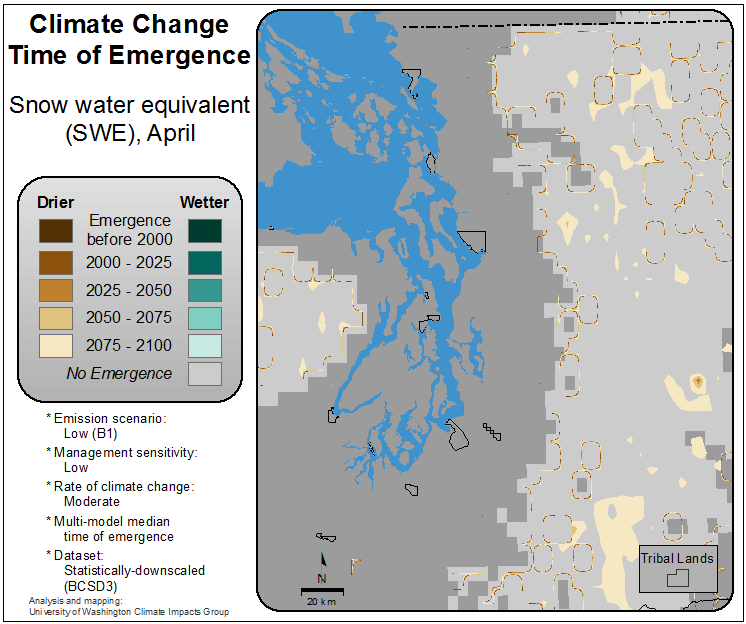 Climate Change
Time of Emergence
Snow water equivalent
(SWE), April
Drier Wetter
Emergence
before 2000
2000 - 2025
2025 - 2050
2050 - 2075
2075 - 2100
No Emergence
* Emission scenario:
Low (B1)
* Management sensitivity:
Low
* Rate of climate change:
Moderate
* Multi-model median
time of emergence
* Dataset:
Statistically-downscaled
(BCSD3)
Analysis and mapping:
University of Washington Climate Impacts Group
N
20 km
Tribal Lands